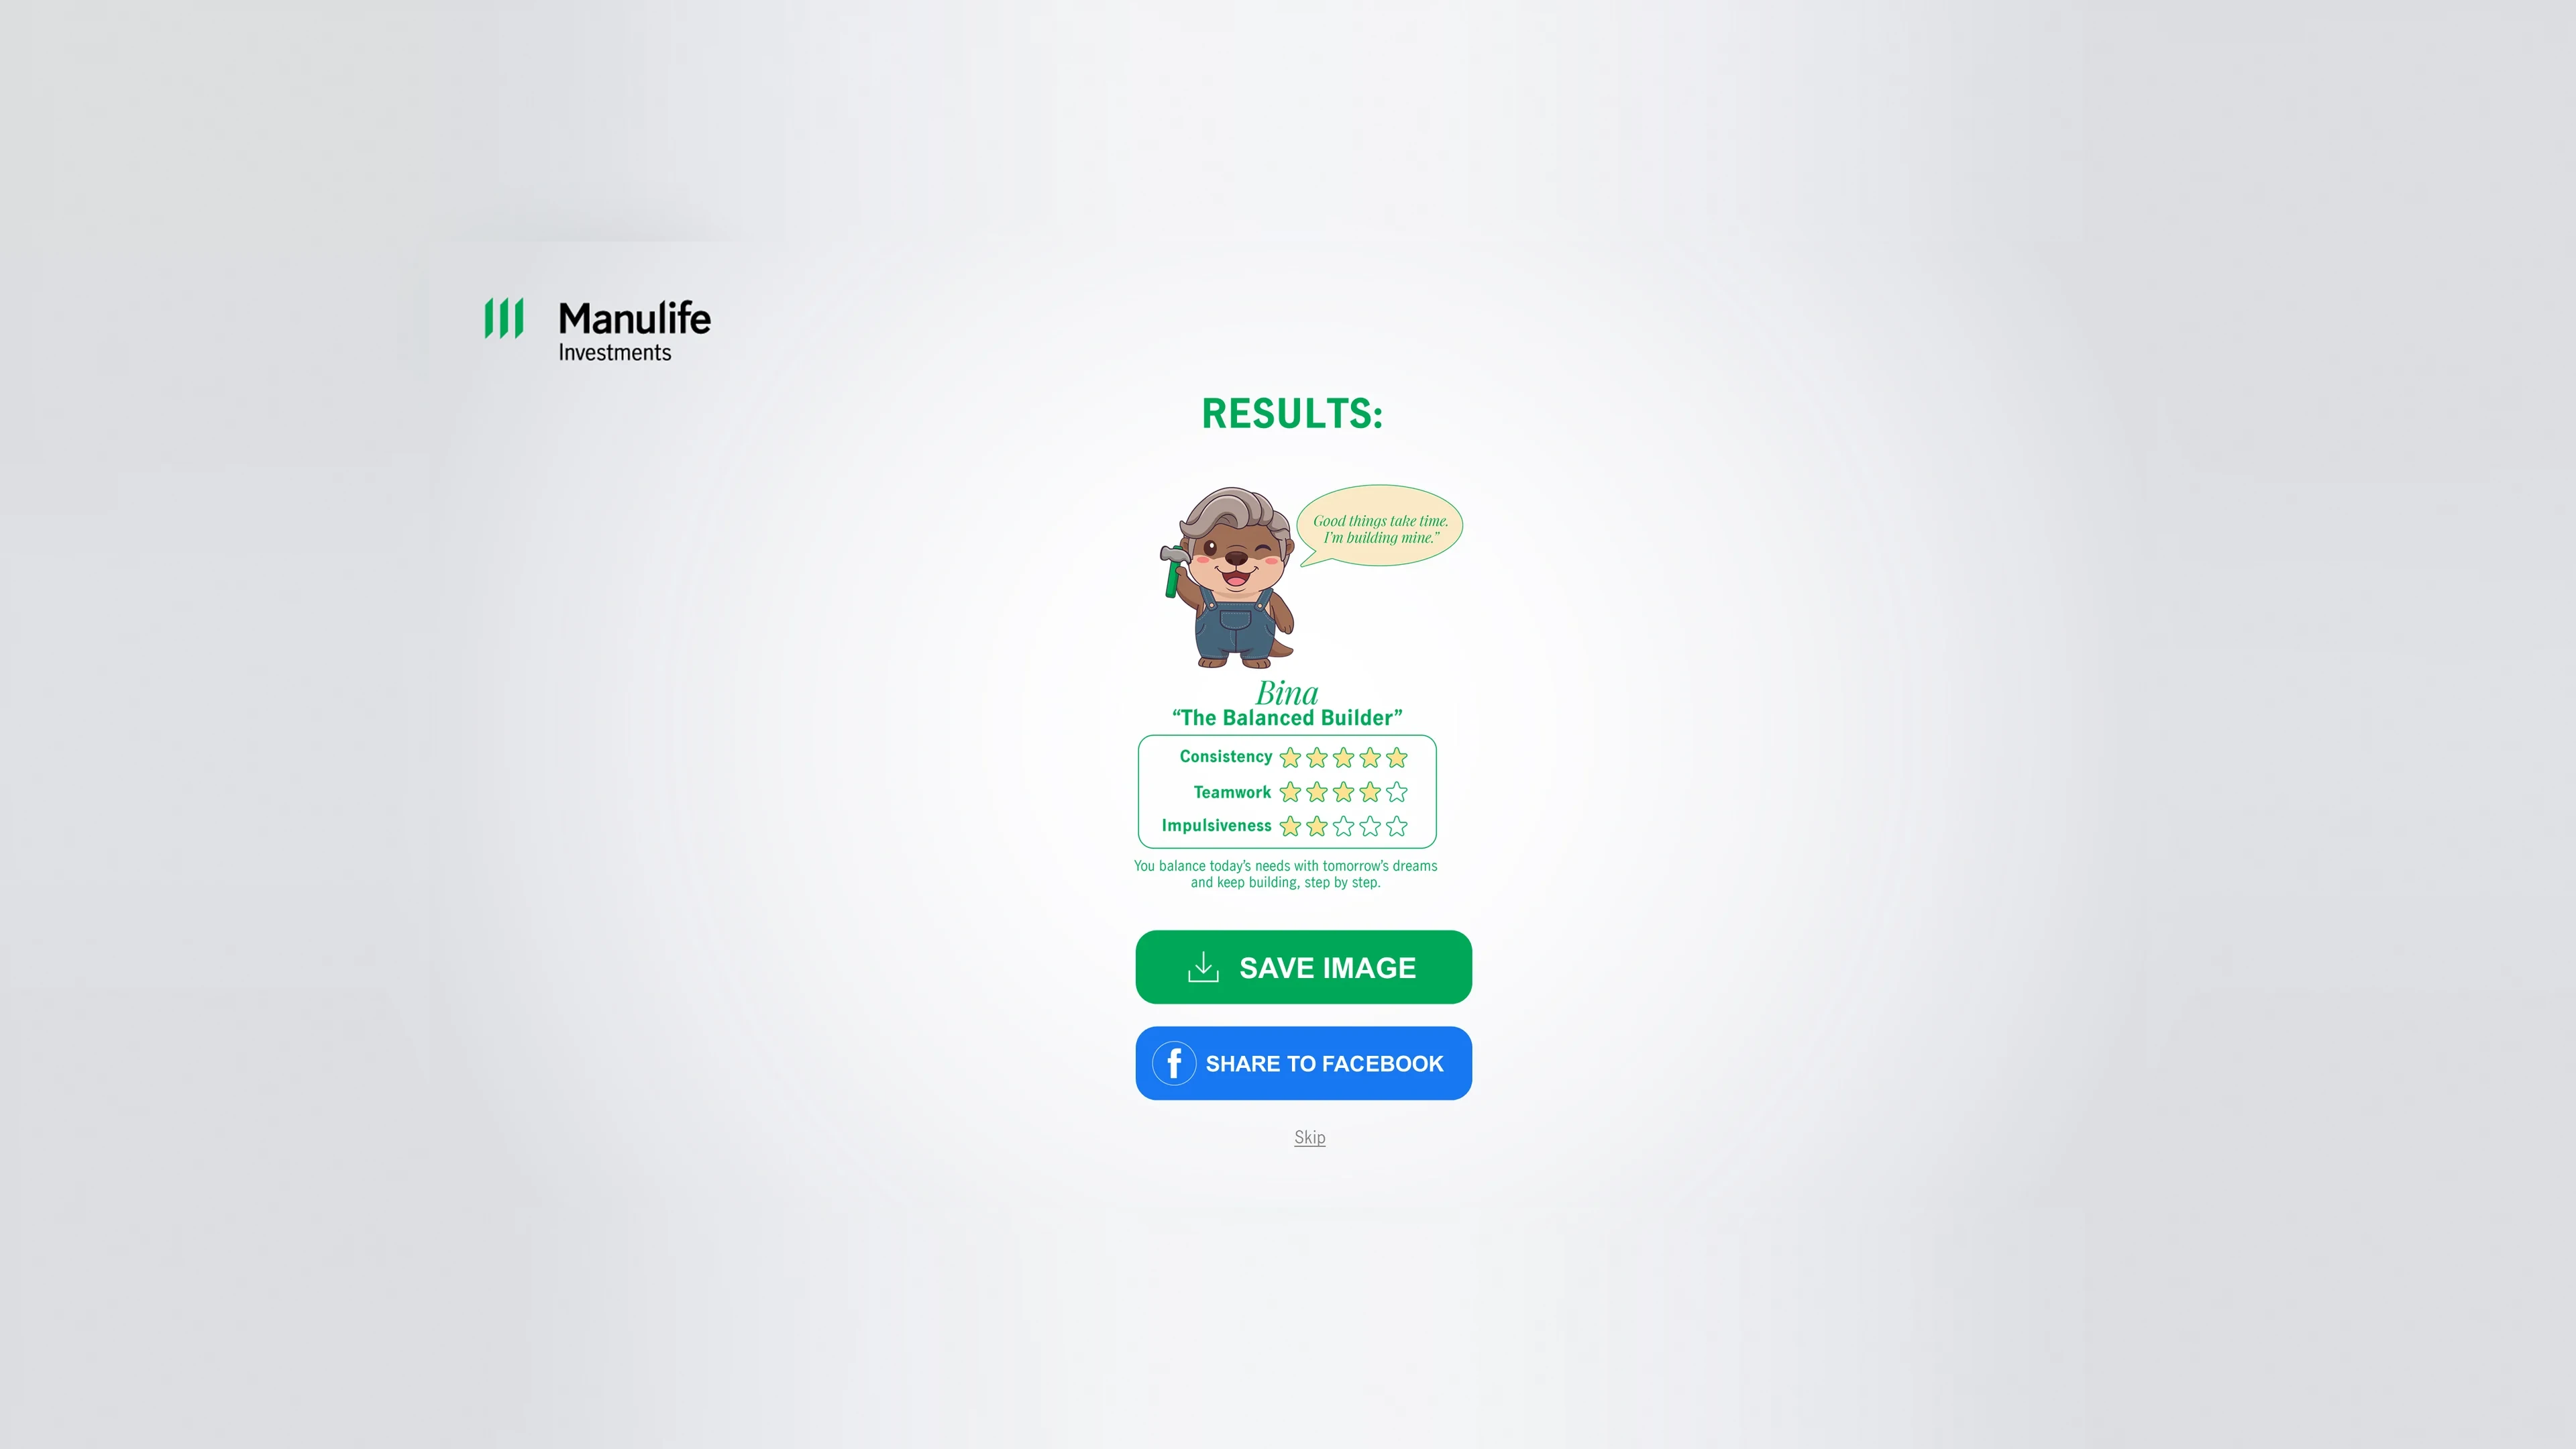 Manulife
Investments
RESULTS:
Good things take time.
I'm building mine.”
Bina
“The Balanced Builder”
Consistency
Teamwork
Impulsiveness
You balance today's needs with tomorrow's dreams
and keep building, step by step.
SAVE IMAGE
f SHARE TO FACEBOOK
Skip